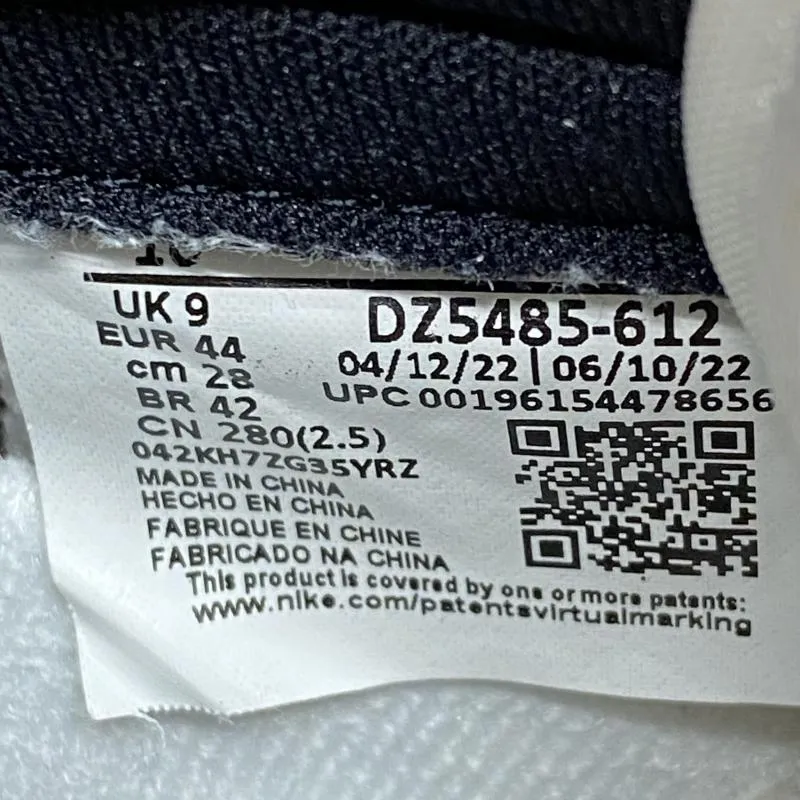 UK 9
EUR 44
cm 28
BR 42
CN 280(2.5)
042KH7ZG35YRZ
MADE IN CHINA
HECHO EN CHINA
FABRIQUE EN CHINE
FABRICADO NA CHINA
DZ5485-612
04/12/22 | 06/10/22
UPC 00196154478656
This product is covered by one or more patents:
www.nike.com/patentsvirtualmarking